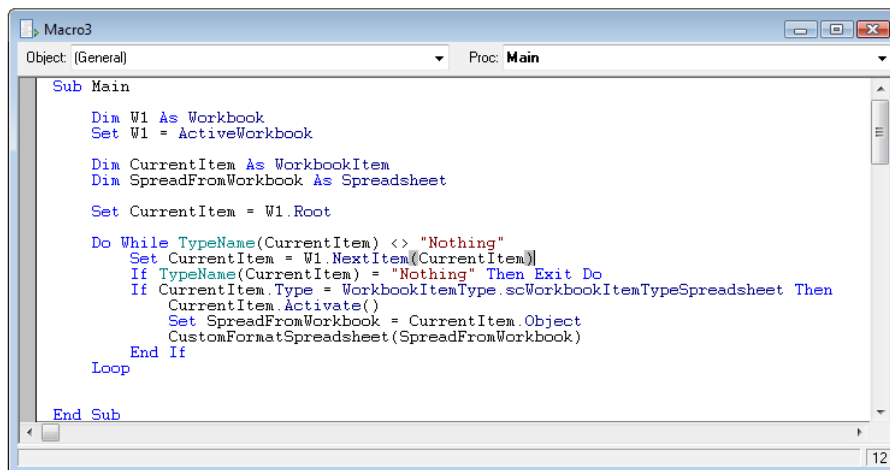 Macro3
Object: (General) Proc: Main
Sub Main
Dim W1 As Workbook
Set W1 = ActiveWorkbook
Dim CurrentItem As WorkbookItem
Dim SpreadFromWorkbook As Spreadsheet
Set CurrentItem = W1.Root
Do While TypeName(CurrentItem) <> "Nothing"
Set CurrentItem = W1.NextItem(CurrentItem)
If TypeName(CurrentItem) = "Nothing" Then Exit Do
If CurrentItem.Type = WorkbookItemType.scWorkbookItemTypeSpreadsheet Then
CurrentItem.Activate()
Set SpreadFromWorkbook = CurrentItem.Object
CustomFormatSpreadsheet(SpreadFromWorkbook)
End If
Loop
End Sub
12